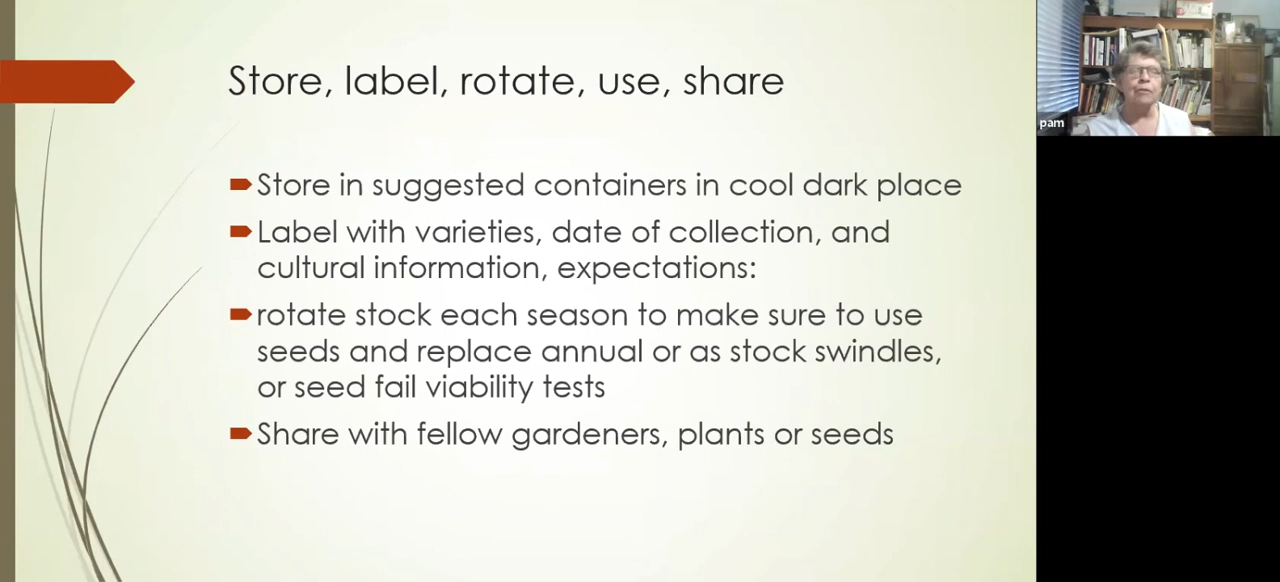 Store, label, rotate, use, share
Store in suggested containers in cool dark place
Label with varieties, date of collection, and
cultural information, expectations:
rotate stock each season to make sure to use
seeds and replace annual or as stock swindles,
or seed fail viability tests
Share with fellow gardeners, plants or seeds
pam